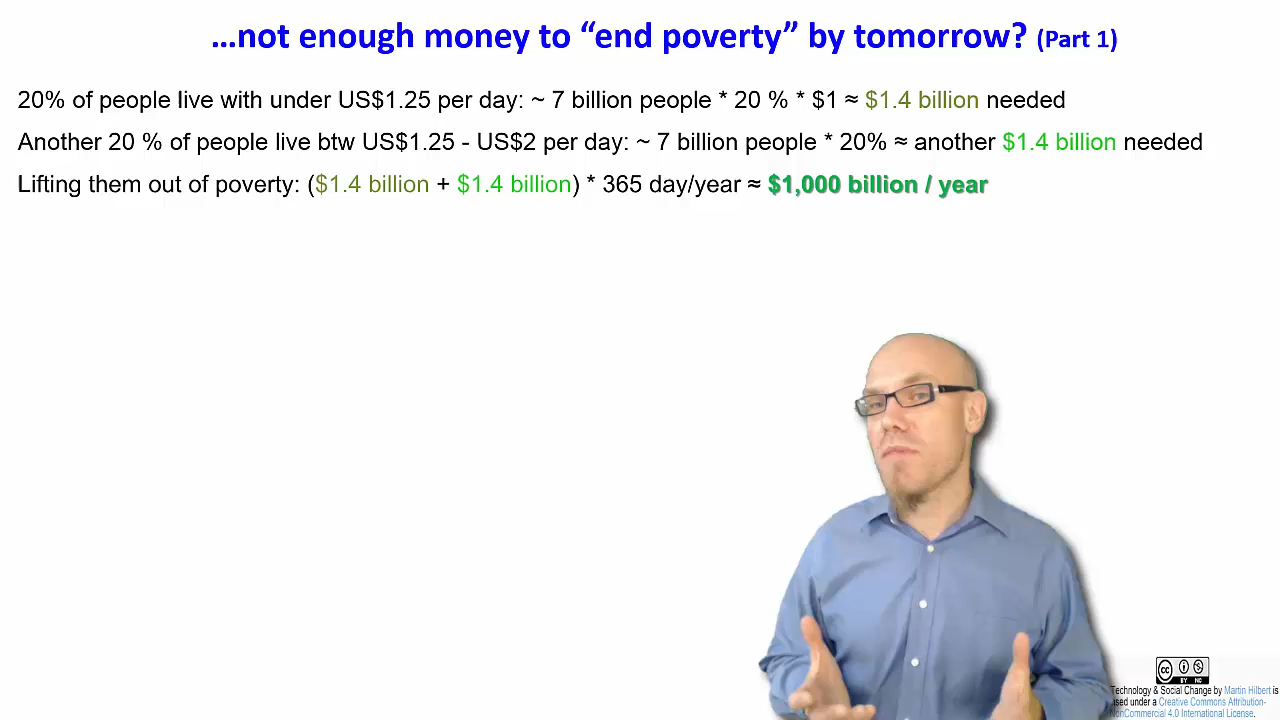 ...not enough money to “end poverty” by tomorrow? (Part 1)
20% of people live with under US$1.25 per day: ~ 7 billion people * 20 % * $1 ≈ $1.4 billion needed
Another 20 % of people live btw US$1.25 - US$2 per day: ~ 7 billion people * 20% ≈ another $1.4 billion needed
Lifting them out of poverty: ($1.4 billion + $1.4 billion) * 365 day/year ≈ $1,000 billion / year
cc BY NC
Technology & Social Change by Martin Hilbert is
used under a Creative Commons Attribution-
NonCommercial 4.0 International License.